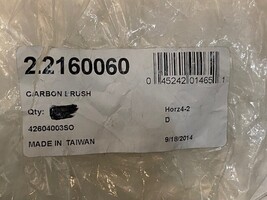 22160060
0 45242 01465 1
CARBON BRUSH
Qty:
Horz4-2
42604003SO
D
MADE IN TAIWAN
9/18/2014